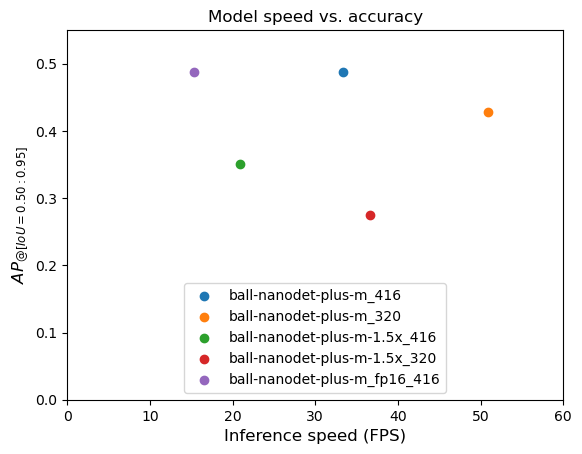 Model speed vs. accuracy
0.5
0.4
0.3
0.2
0.1
0.0
AP@[IoU=0.50:0.95]
ball-nanodet-plus-m_416
ball-nanodet-plus-m_320
ball-nanodet-plus-m-1.5x_416
ball-nanodet-plus-m-1.5x_320
ball-nanodet-plus-m_fp16_416
0 10 20 30 40 50 60
Inference speed (FPS)